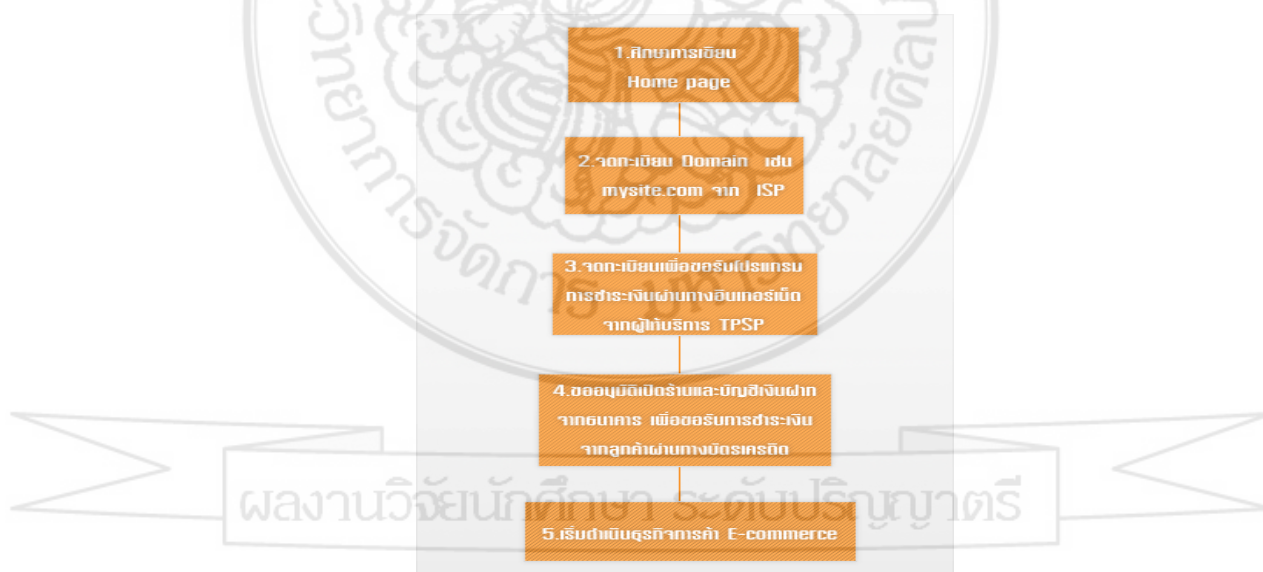 1.ศึกษาการเขียน
Home page
2.จดทะเบียน Domain เช่น
mysite.com จาก ISP
3.จดทะเบียนเพื่อขอรับโปรแกรม
การชำระเงินผ่านทางอินเทอร์เน็ต
จากผู้ให้บริการ TPSP
4.ขออนุมัติเปิดร้านและบัญชีเงินฝาก
จากธนาคาร เพื่อขอรับการชำระเงิน
จากลูกค้าผ่านทางบัตรเครดิต
ผลงานวิจัยนักศึกษา ระดับปริญญาตรี
5.เริ่มดำเนินธุรกิจการค้า E-commerce